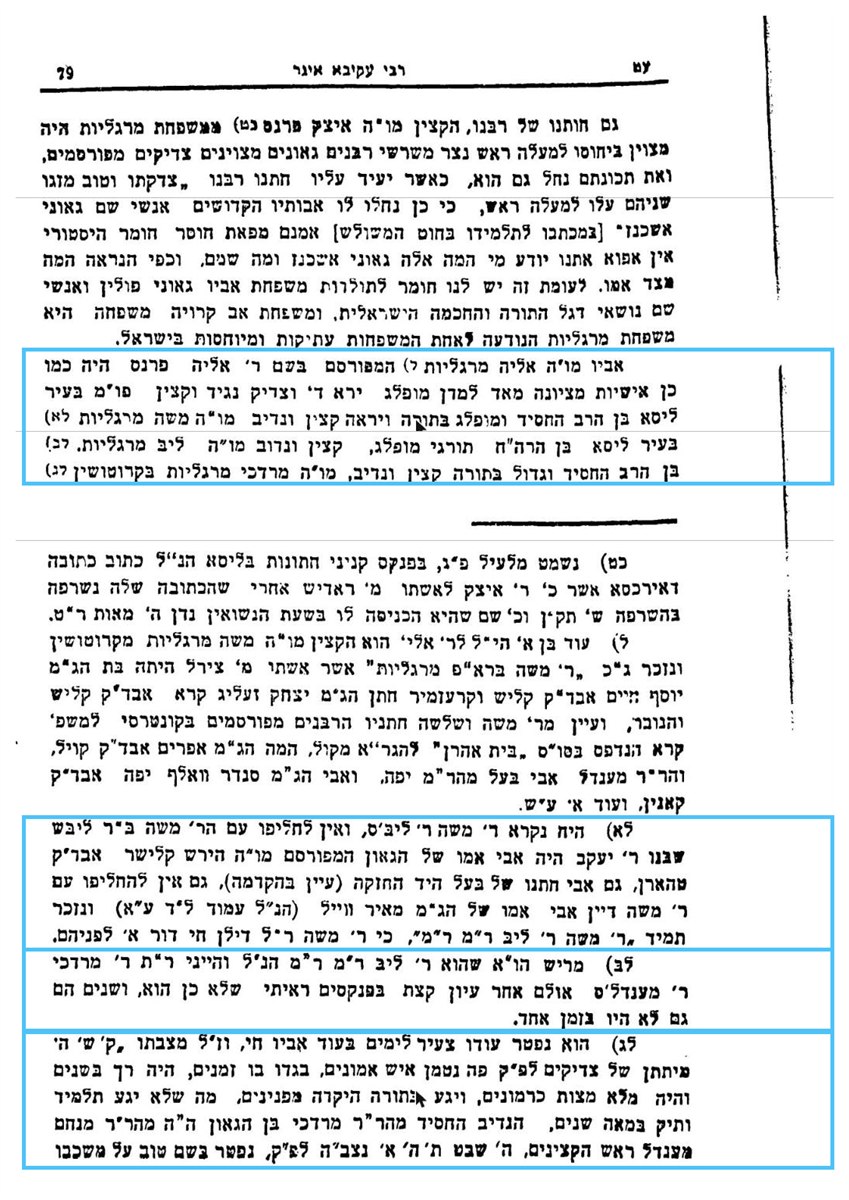 עט רבי עקיבא איגר 79
גם חותנו של רבנו, הקצין מו״ה איצק פרנס כט) ממשפחת מרגליות היה
מצוין ביחוסו למעלה ראש נצר משרשי רבנים גאונים מצוינים צדיקים מפורסמים,
ואת תכונתם נחל גם הוא, כאשר יעיד עליו חתנו רבנו „צדקתו וטוב מזגו
שניהם עלו למעלה ראש, כי כן נחלו לו אבותיו הקדושים אנשי שם גאוני
אשכנז״ [במכתבו לתלמידו בחוט המשולש] אמנם מפאת חוסר חומר היסטורי
אין אפוא אתנו יודע מי המה אלה גאוני אשכנז ומה שמם, וכפי הנראה המה
מצד אמו. לעומת זה יש לנו חומר לתולדות משפחת אביו גאוני פולין ואנשי
שם נושאי דגל התורה והחכמה הישראלית, ומשפחת אב קרויה משפחה היא
משפחת מרגליות הנודעה לאחת המשפחות עתיקות ומיוחסות בישראל.
אביו מו״ה אליה מרגליות ל) המפורסם בשם ר׳ אליה פרנס היה כמו
כן אישיות מציונה מאד למדן מופלג ירא ד׳ וצדיק נגיד וקצין פו״מ בעיר
ליסא בן הרב החסיד ומופלג בתורה ויראה קצין ונדיב מו״ה משה מרגליות לא)
בעיר ליסא בן הרה״ח תורגי מופלג, קצין ונדוב מו״ה ליב מרגליות. לב)
בן הרב החסיד וגדול בתורה קצין ונדיב, מו״ה מרדכי מרגליות בקרוטושין לג)
כט) נשמט מלעיל פ״ג, בפנקס קניני חתונות בליסא הנ״ל כתוב כתובה
דאירכסא אשר כ׳ ר׳ איצק לאשתו מ׳ ראדיש אחרי שהכתובה שלה נשרפה
בהשרפה ש׳ תק״ן וכ׳ שם שהיא הכניסה לו בשעת הנשואין נדן ה׳ מאות ר״ט.
ל) עוד בן א׳ הי״ל לר׳ אלי׳ הוא הקצין מו״ה משה מרגליות מקרוטושין
ונזכר ג״כ „ר׳ משה ברא״פ מרגליות״ אשר אשתו מ׳ צירל היתה בת הג״מ
יוסף חיים אבד״ק קליש וקרעזמיר חתן הג״מ יצחק זעליג קרא אבד״ק קליש
והנובר, ועיין מר׳ משה ושלשה חתניו הרבנים מפורסמים בקונטרסי למשפ׳
קרא הנדפס בסו״ס „בית אהרן״ להגר״א מקול, המה הג״מ אפרים אבד״ק קויל,
והר״ר מענדל אבי בעל מהר״מ יפה, ואבי הג״מ סנדר וואלף יפה אבד״ק
קאנין, ועוד א׳ ע״ש.
לא) היח נקרא ר׳ משה ר׳ ליב׳ס, ואין לחליפו עם הר׳ משה ב״ר ליבש
שבנו ר׳ יעקב היה אבי אמו של הגאון המפורסם מו״ה הירש קלישר אבד״ק
טהארן, גם אבי חתנו של בעל היד החזקה (עיין בהקדמה), גם אין להחליפו עם
ר׳ משה דיין אבי אמו של הג״מ מאיר ווייל (הנ״ל עמוד ל״ד ע״א) ונזכר
תמיד „ר׳ משה ר׳ ליב ר״מ ר״מ״, כי ר׳ משה ר״ל דילן חי דור א׳ לפניהם.
לב) מריש הו״א שהוא ר׳ ליב ר״מ ר״מ הנ״ל והייני ר״ת ר׳ מרדכי
ר׳ מענדל׳ס אולם אחר עיון קצת בפנקסים ראיתי שלא כן הוא, ושנים הם
גם לא היו בזמן אחד.
לג) הוא נפטר עודו צעיר לימים בעוד אביו חי, וז״ל מצבתו „ק׳ ש׳ ה׳
מיתתן של צדיקים לפ״ק פה נטמן איש אמונים, בגדו בו זמנים, היה רך בשנים
והיה מלא מצות כרמונים, ויגע בתורה היקרה מפנינים, מה שלא יגע תלמיד
ותיק במאה שנים, הנדיב החסיד מהר״ר מרדכי בן הגאון ה״ה מהר״ר מנחם
מענדל ראש הקצינים, ה׳ שבט ת׳ ה׳ א׳ נצב״ה לפ״ק, נפטר בשם טוב על משכבו